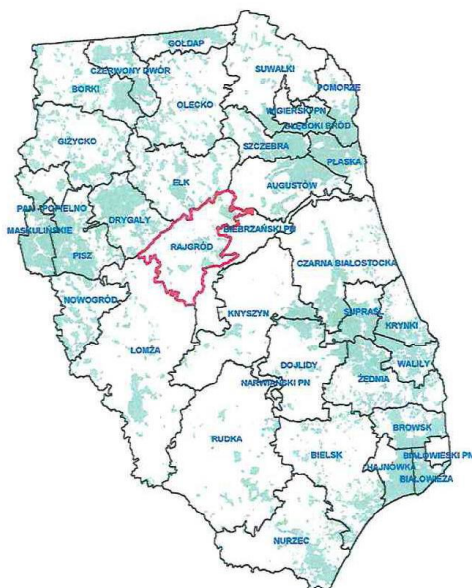 GOŁDAP
CZERWONY DWÓR
SUWAŁKI
BORKI
POMORZE
OLECKO
WIGIERSKI PN
GŁĘBOKI BRÓD
GIŻYCKO
SZCZEBRA
PŁASKA
EŁK
AUGUSTÓW
PAN - POPIELNO
DRYGAŁY
MASKULIŃSKIE
BIEBRZAŃSKI PN
RAJGRÓD
PISZ
CZARNA BIAŁOSTOCKA
NOWOGRÓD
KNYSZYN
SUPRAŚL
KRYNKI
ŁOMŻA
DOJLIDY
WALIŁY
ŻEDNIA
NARWIAŃSKI PN
BROWSK
RUDKA
BIELSK
BIAŁOWIESKI PN
HAJNÓWKA
BIAŁOWIEŻA
NURZEC